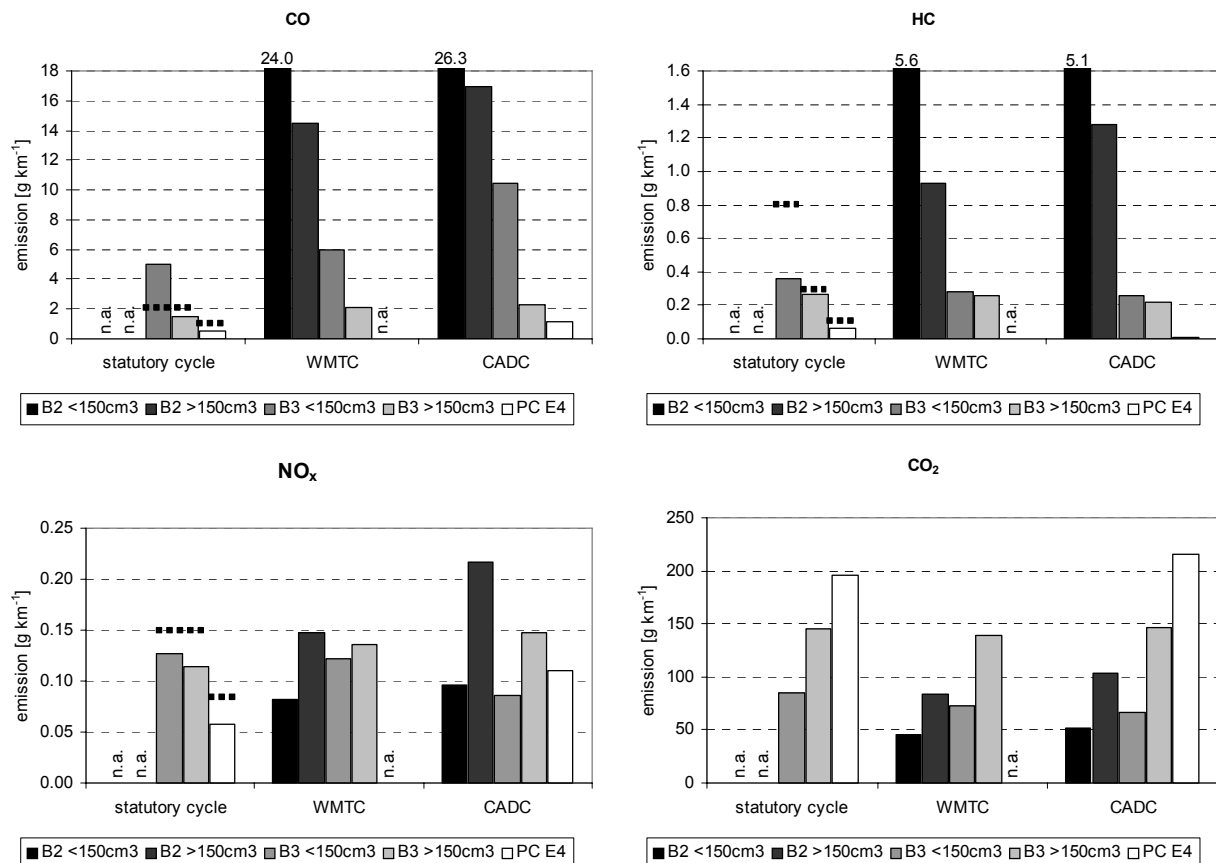 CO
24.0 26.3
18
16
14
12
10
8
6
4
2
0
emission [g km⁻¹]
n.a. n.a. n.a.
statutory cycle WMTC CADC
B2 <150cm3 B2 >150cm3 B3 <150cm3 B3 >150cm3 PC E4
HC
5.6 5.1
1.6
1.4
1.2
1.0
0.8
0.6
0.4
0.2
0.0
emission [g km⁻¹]
n.a. n.a. n.a.
statutory cycle WMTC CADC
B2 <150cm3 B2 >150cm3 B3 <150cm3 B3 >150cm3 PC E4
NOₓ
0.25
0.20
0.15
0.10
0.05
0.00
emission [g km⁻¹]
n.a. n.a. n.a.
statutory cycle WMTC CADC
B2 <150cm3 B2 >150cm3 B3 <150cm3 B3 >150cm3 PC E4
CO₂
250
200
150
100
50
0
emission [g km⁻¹]
n.a. n.a. n.a.
statutory cycle WMTC CADC
B2 <150cm3 B2 >150cm3 B3 <150cm3 B3 >150cm3 PC E4